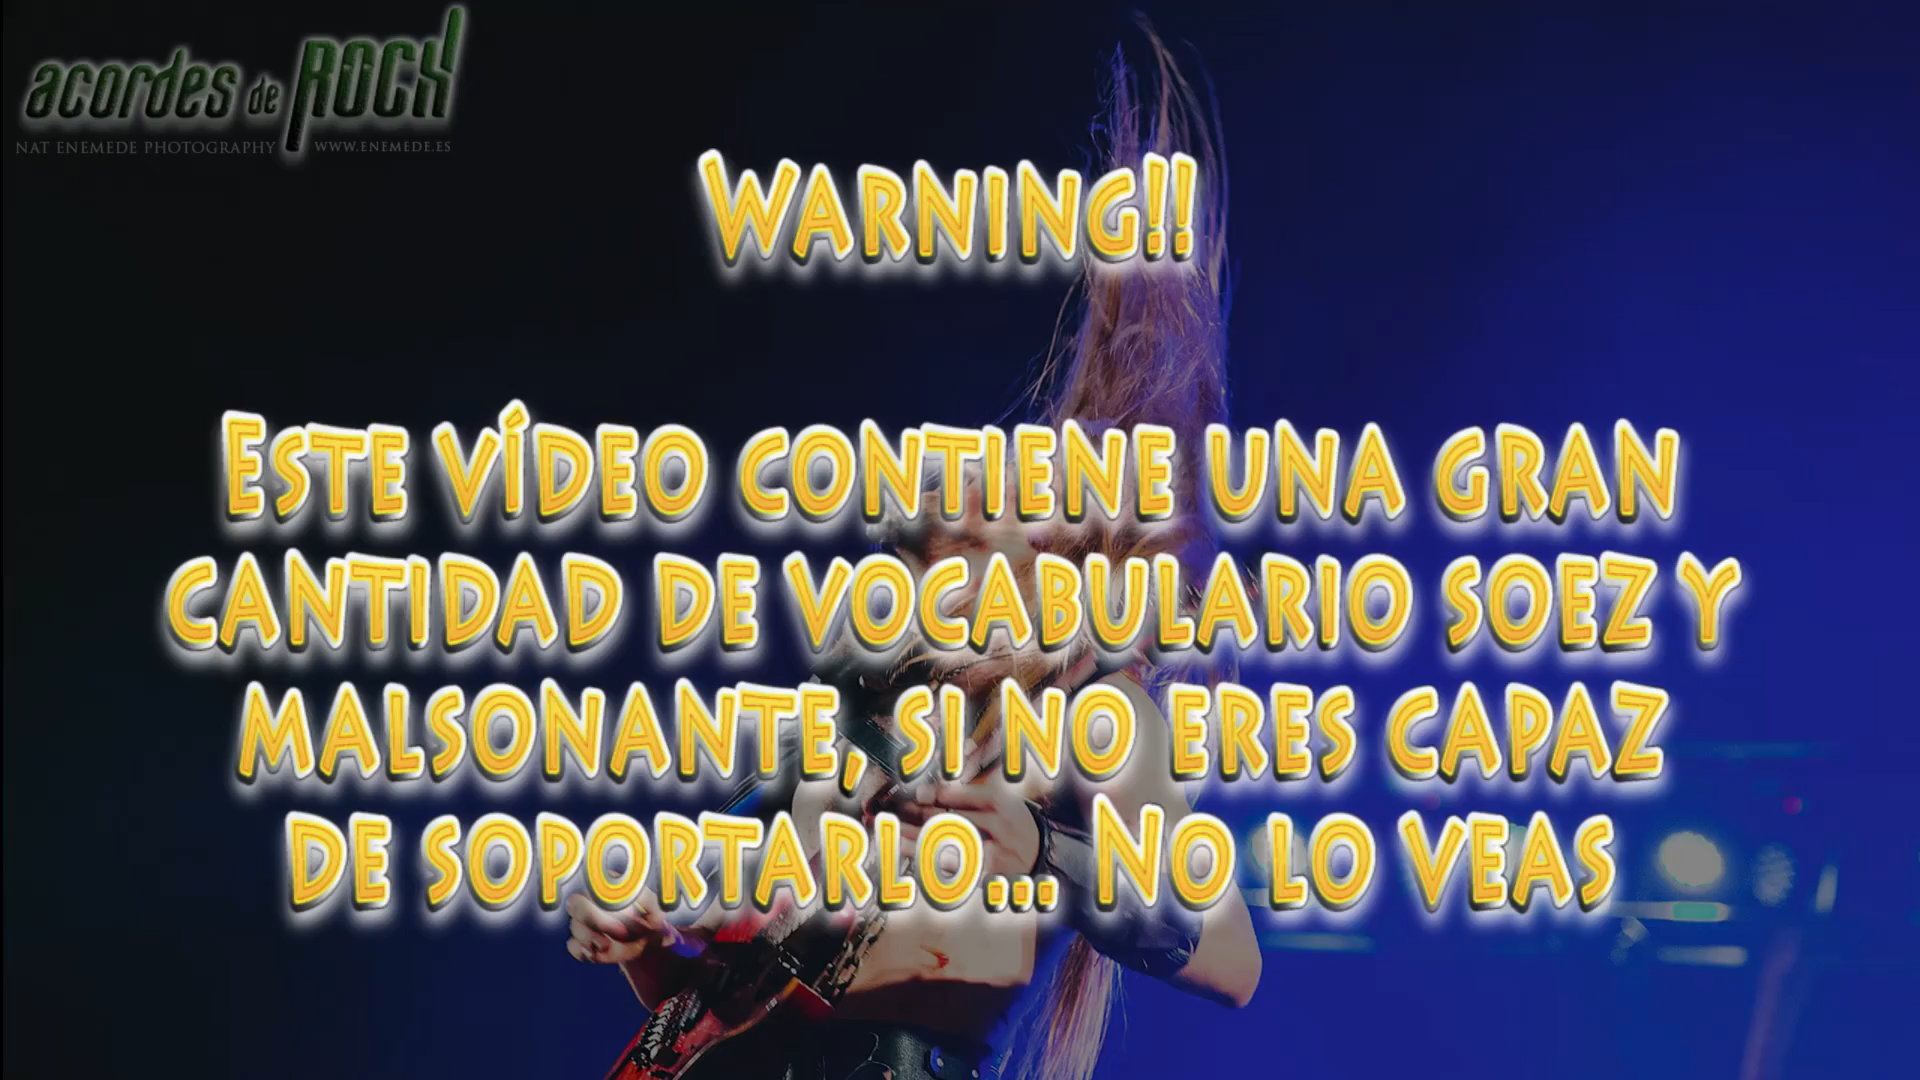 acordes de ROCK
NAT ENEMEDE PHOTOGRAPHY WWW.ENEMEDE.ES
WARNING!!
ESTE VÍDEO CONTIENE UNA GRAN
CANTIDAD DE VOCABULARIO SOEZ Y
MALSONANTE, SI NO ERES CAPAZ
DE SOPORTARLO... NO LO VEAS